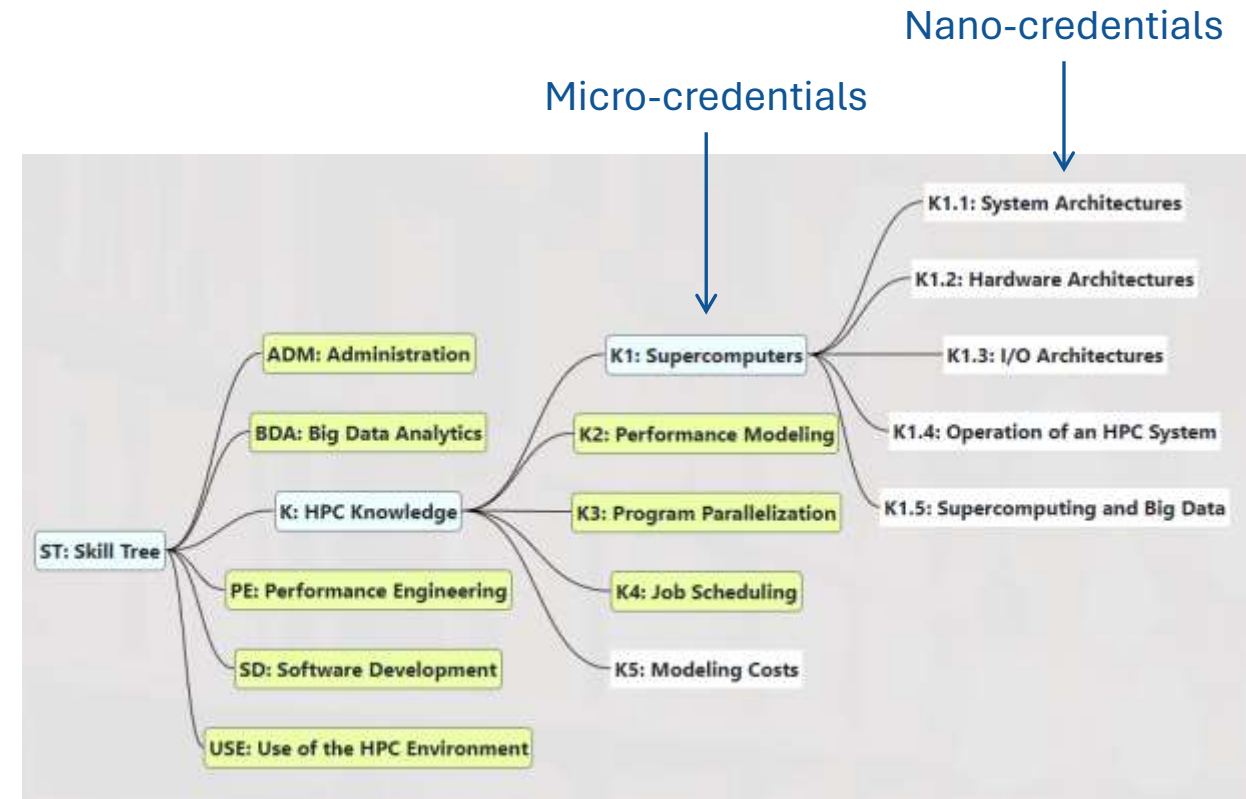 Nano-credentials
Micro-credentials
K1.1: System Architectures
K1.2: Hardware Architectures
ADM: Administration
K1: Supercomputers
K1.3: I/O Architectures
BDA: Big Data Analytics
K2: Performance Modeling
K1.4: Operation of an HPC System
K: HPC Knowledge
K3: Program Parallelization
K1.5: Supercomputing and Big Data
ST: Skill Tree
PE: Performance Engineering
K4: Job Scheduling
SD: Software Development
K5: Modeling Costs
USE: Use of the HPC Environment